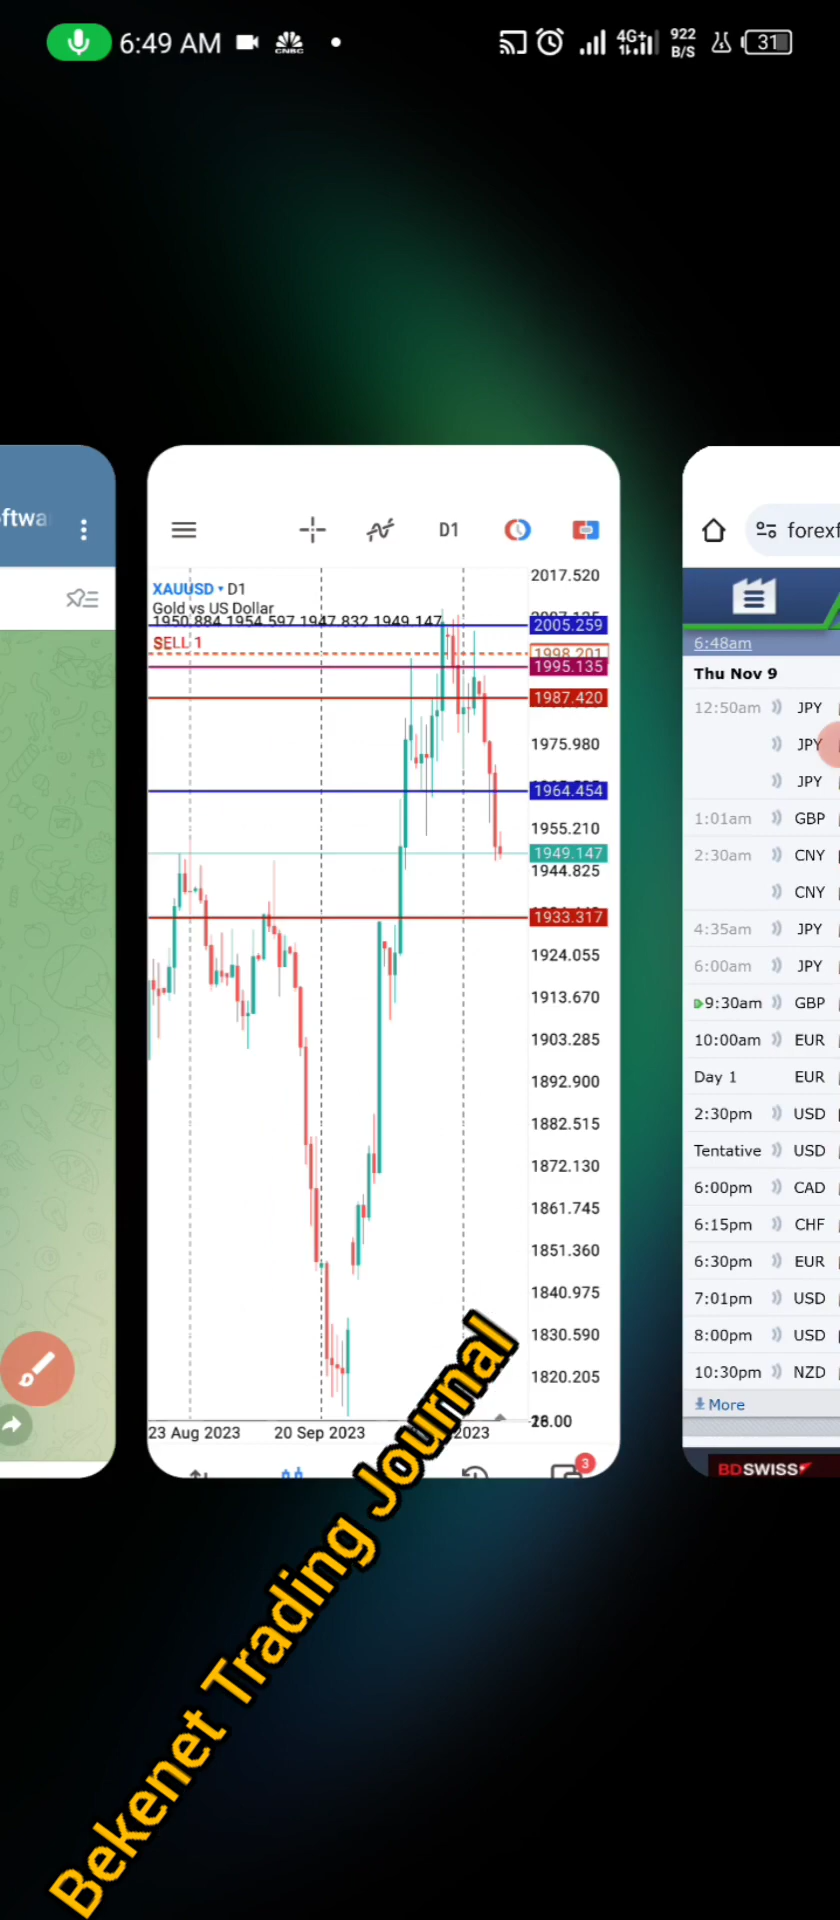 6:49 AM
CNBC
4G+
922
B/S
31
ftwa
D1
XAUUSD • D1
Gold vs US Dollar
1950.884 1954.597 1947.832 1949.147
SELL 1
2017.520
2005.259
1998.201
1995.135
1987.420
1975.980
1964.454
1955.210
1949.147
1944.825
1933.317
1924.055
1913.670
1903.285
1892.900
1882.515
1872.130
1861.745
1851.360
1840.975
1830.590
1820.205
23 Aug 2023
20 Sep 2023
2023
3
forexf
6:48am
Thu Nov 9
12:50am JPY
JPY
JPY
1:01am GBP
2:30am CNY
CNY
4:35am JPY
6:00am JPY
9:30am GBP
10:00am EUR
Day 1 EUR
2:30pm USD
Tentative USD
6:00pm CAD
6:15pm CHF
6:30pm EUR
7:01pm USD
8:00pm USD
10:30pm NZD
More
BDSWISS
Bekenet Trading Journal